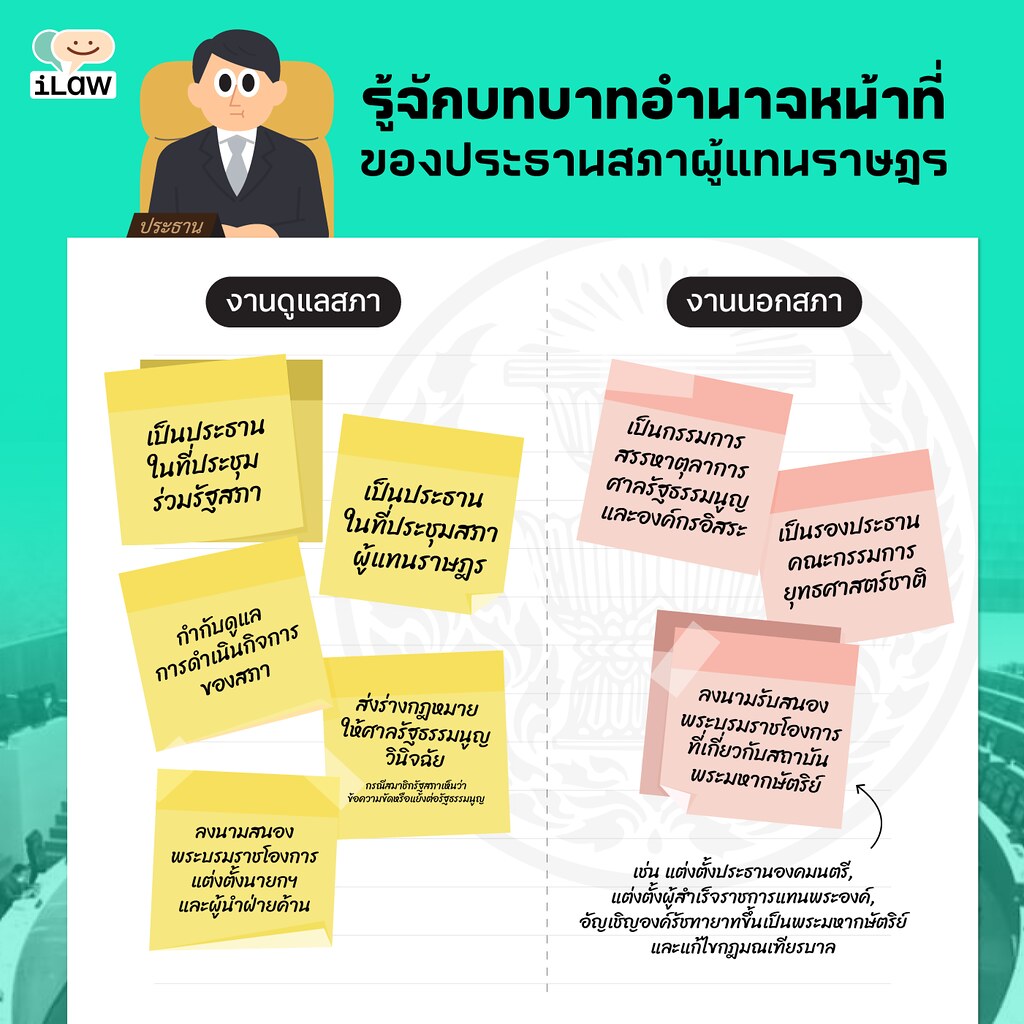 iLaw
รู้จักบทบาทอำนาจหน้าที่
ของประธานสภาผู้แทนราษฎร
ประธาน
งานดูแลสภา
เป็นประธาน
ในที่ประชุม
ร่วมรัฐสภา
เป็นประธาน
ในที่ประชุมสภา
ผู้แทนราษฎร
กำกับดูแล
การดำเนินกิจการ
ของสภา
ส่งร่างกฎหมาย
ให้ศาลรัฐธรรมนูญ
วินิจฉัย
กรณีสมาชิกรัฐสภาเห็นว่า
ข้อความขัดหรือแย้งต่อรัฐธรรมนูญ
ลงนามสนอง
พระบรมราชโองการ
แต่งตั้งนายกฯ
และผู้นำฝ่ายค้าน
งานนอกสภา
เป็นกรรมการ
สรรหาตุลาการ
ศาลรัฐธรรมนูญ
และองค์กรอิสระ
เป็นรองประธาน
คณะกรรมการ
ยุทธศาสตร์ชาติ
ลงนามรับสนอง
พระบรมราชโองการ
ที่เกี่ยวกับสถาบัน
พระมหากษัตริย์
เช่น แต่งตั้งประธานองคมนตรี,
แต่งตั้งผู้สำเร็จราชการแทนพระองค์,
อัญเชิญองค์รัชทายาทขึ้นเป็นพระมหากษัตริย์
และแก้ไขกฎมณเฑียรบาล